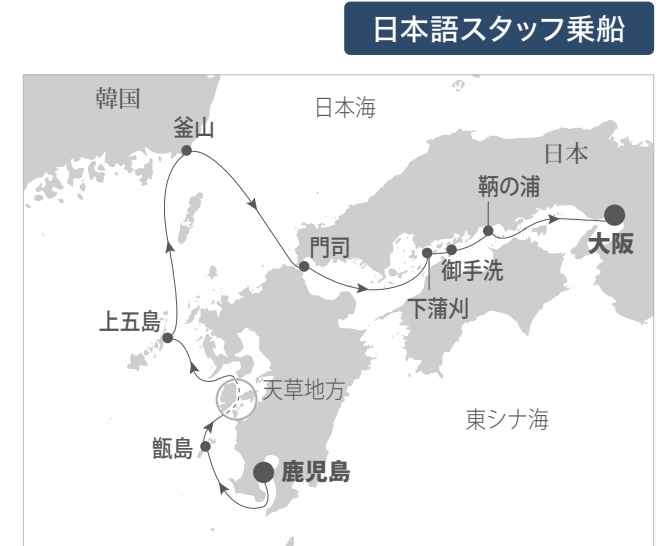 日本語スタッフ乗船
韓国
日本海
釜山
日本
鞆の浦
大阪
門司
御手洗
下蒲刈
上五島
天草地方
東シナ海
甑島
鹿児島